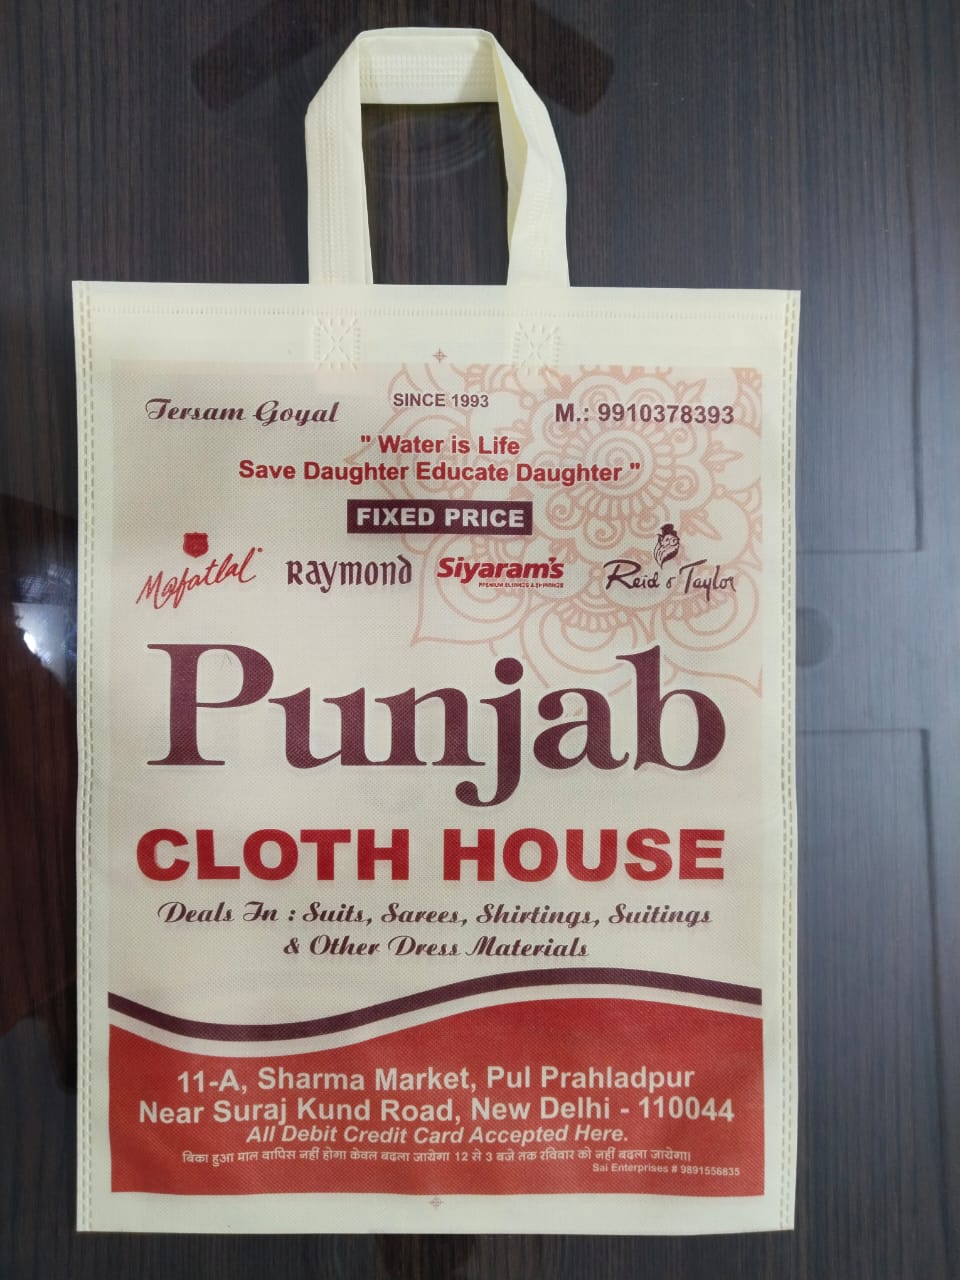 SINCE 1993
Tersam Goyal
M.: 9910378393
" Water is Life
Save Daughter Educate Daughter "
FIXED PRICE
Mafatlal
Raymond
Siyaram's
PREMIUM SUITINGS & SHIRTINGS
Reid & Taylor
Punjab
CLOTH HOUSE
Deals In : Suits, Sarees, Shirtings, Suitings
& Other Dress Materials
11-A, Sharma Market, Pul Prahladpur
Near Suraj Kund Road, New Delhi - 110044
All Debit Credit Card Accepted Here.
बिका हुआ माल वापिस नहीं होगा केवल बदला जायेगा 12 से 3 बजे तक रविवार को नहीं बदला जायेगा।
Sai Enterprises # 9891556835